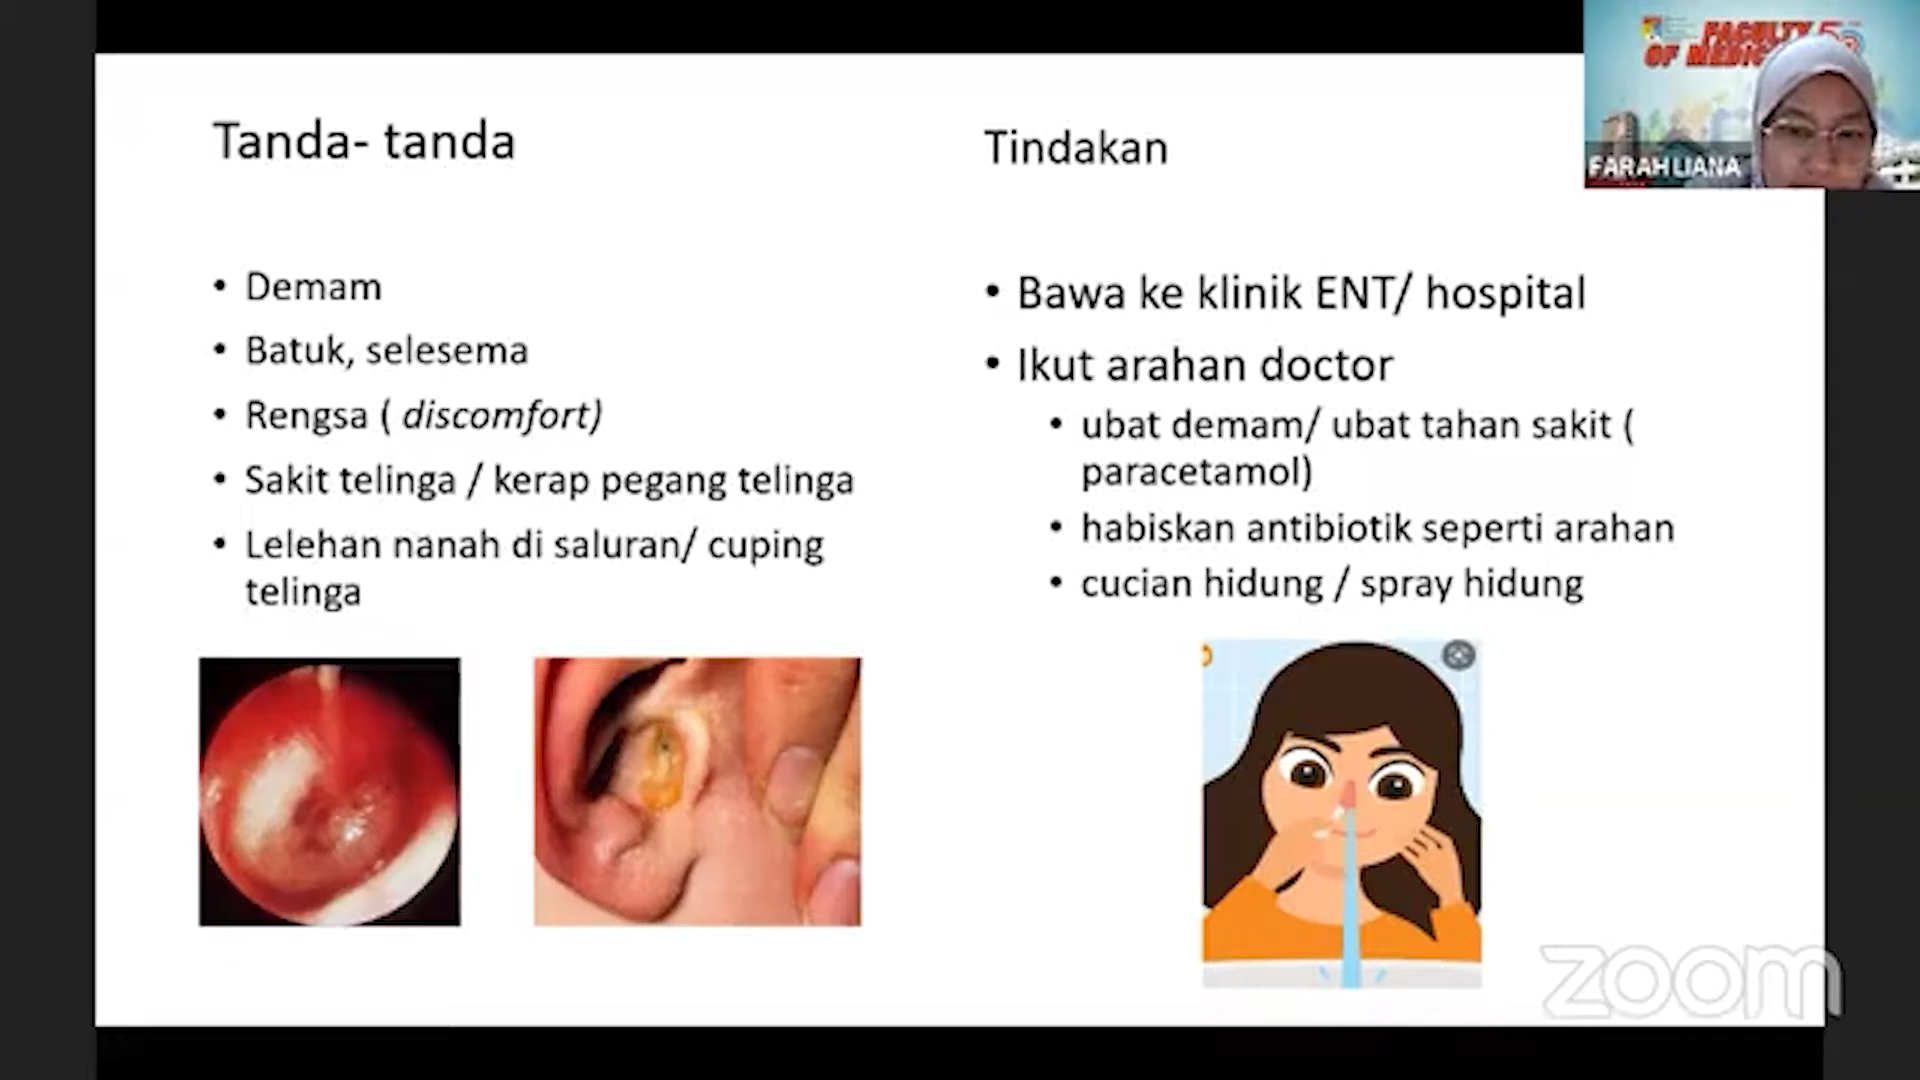 Tanda- tanda
• Demam
• Batuk, selesema
• Rengsa ( discomfort)
• Sakit telinga / kerap pegang telinga
• Lelehan nanah di saluran/ cuping
telinga
Tindakan
• Bawa ke klinik ENT/ hospital
• Ikut arahan doctor
• ubat demam/ ubat tahan sakit (
paracetamol)
• habiskan antibiotik seperti arahan
• cucian hidung / spray hidung
FACULTY
OF
FARAH LIANA
zoom